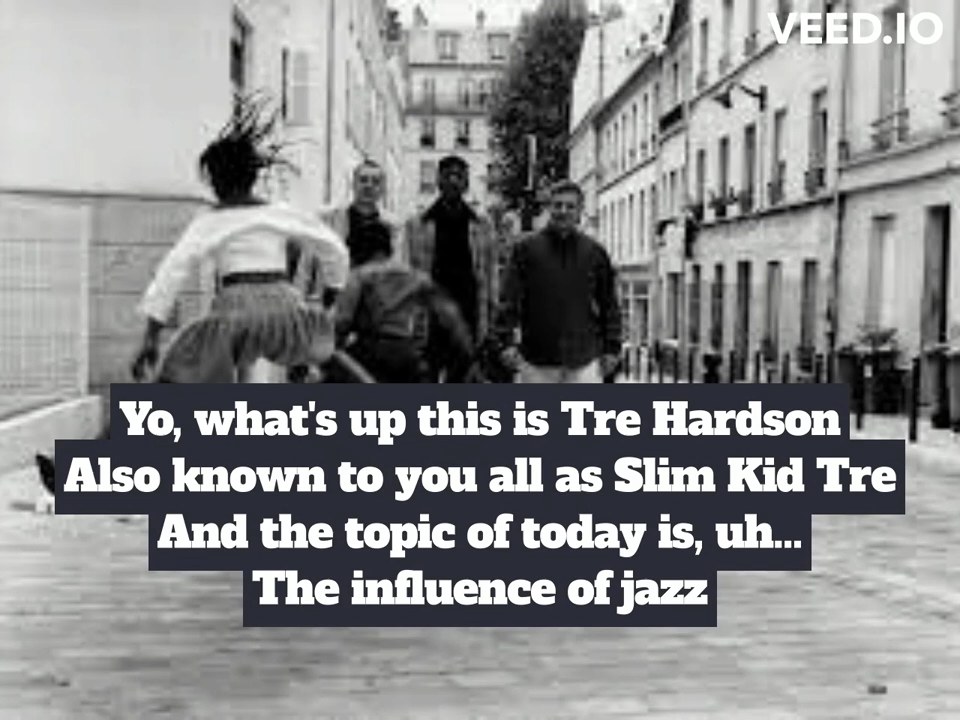 VEED.IO
Yo, what's up this is Tre Hardson
Also known to you all as Slim Kid Tre
And the topic of today is, uh...
The influence of jazz